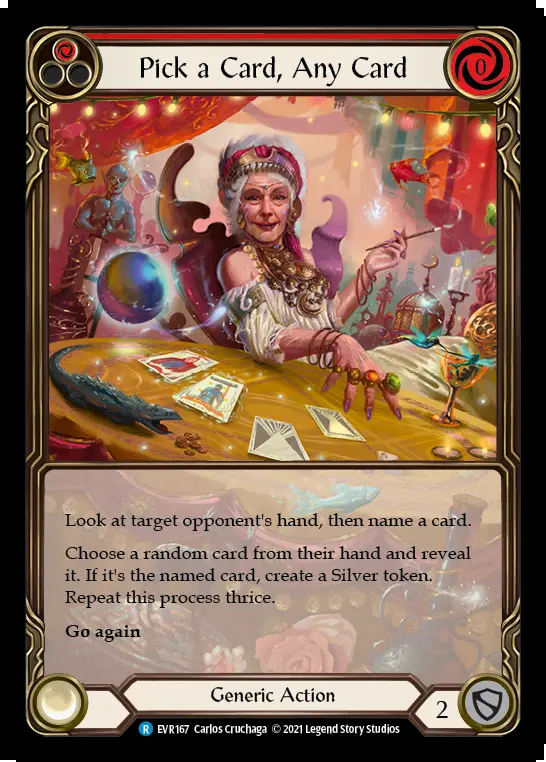 Pick a Card, Any Card
0
Look at target opponent's hand, then name a card.
Choose a random card from their hand and reveal
it. If it's the named card, create a Silver token.
Repeat this process thrice.
Go again
Generic Action
2
R EVR167 Carlos Cruchaga © 2021 Legend Story Studios